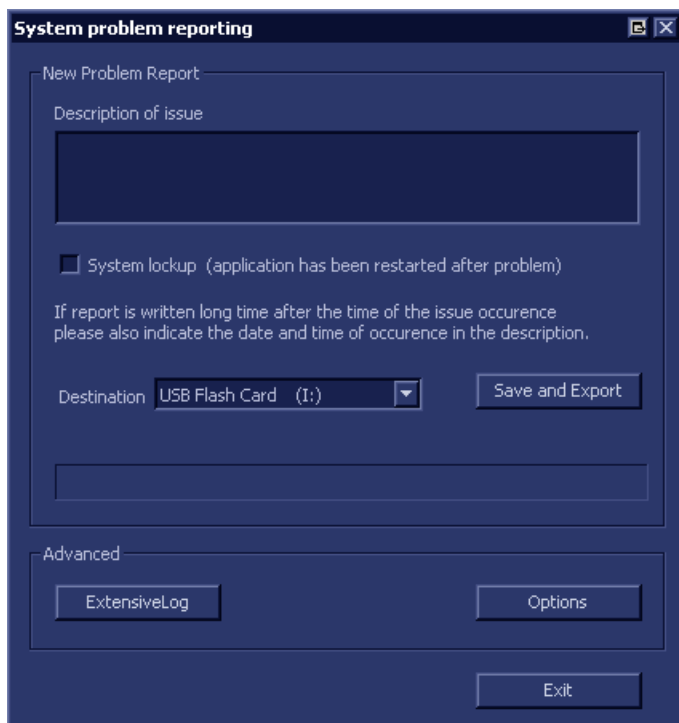 System problem reporting
New Problem Report
Description of issue
System lockup (application has been restarted after problem)
If report is written long time after the time of the issue occurence
please also indicate the date and time of occurence in the description.
Destination USB Flash Card (I:) Save and Export
Advanced
ExtensiveLog Options
Exit